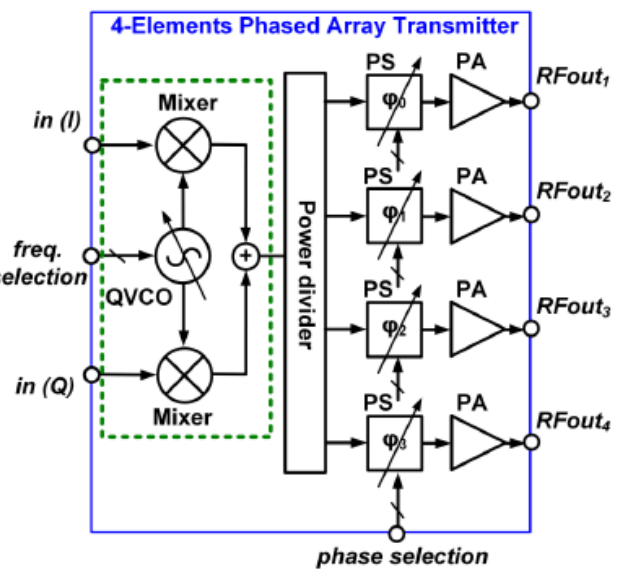 4-Elements Phased Array Transmitter
in (I)
Mixer
freq.
selection
QVCO
+
in (Q)
Mixer
Power divider
PS
φ0
PA
RFout1
PS
φ1
PA
RFout2
PS
φ2
PA
RFout3
PS
φ3
PA
RFout4
phase selection